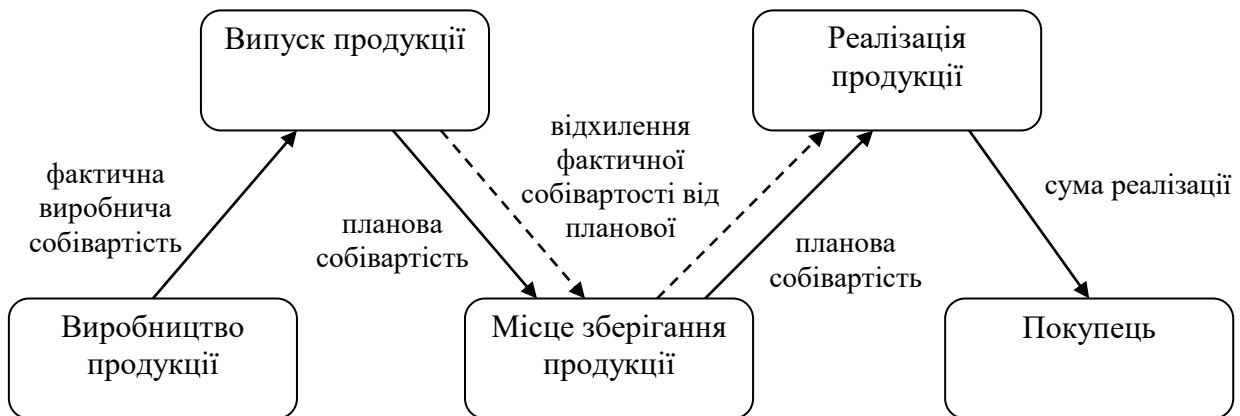 Випуск продукції
Реалізація
продукції
фактична
виробнича
собівартість
планова
собівартість
відхилення
фактичної
собівартості від
планової
планова
собівартість
сума реалізації
Виробництво
продукції
Місце зберігання
продукції
Покупець